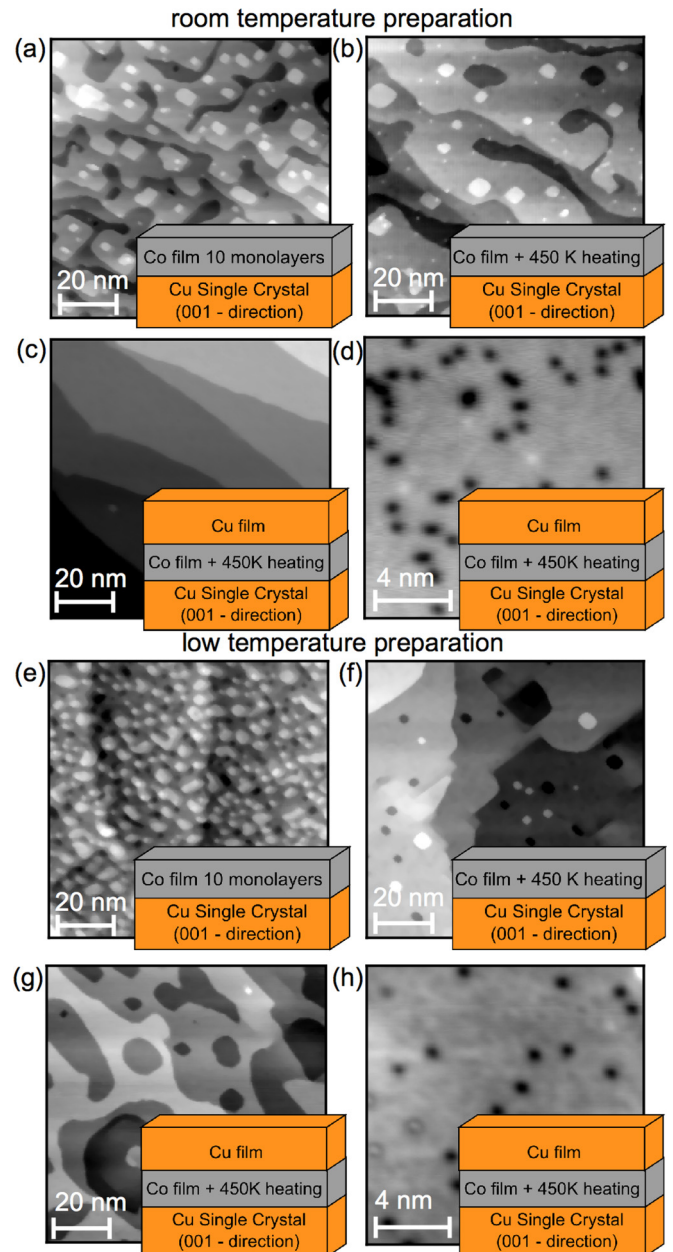 room temperature preparation
(a)
(b)
Co film 10 monolayers
20 nm
Cu Single Crystal
(001 - direction)
Co film + 450 K heating
20 nm
Cu Single Crystal
(001 - direction)
(c)
(d)
Cu film
Co film + 450K heating
20 nm
Cu Single Crystal
(001 - direction)
Cu film
Co film + 450K heating
4 nm
Cu Single Crystal
(001 - direction)
low temperature preparation
(e)
(f)
Co film 10 monolayers
20 nm
Cu Single Crystal
(001 - direction)
Co film + 450 K heating
20 nm
Cu Single Crystal
(001 - direction)
(g)
(h)
Cu film
Co film + 450K heating
20 nm
Cu Single Crystal
(001 - direction)
Cu film
Co film + 450K heating
4 nm
Cu Single Crystal
(001 - direction)